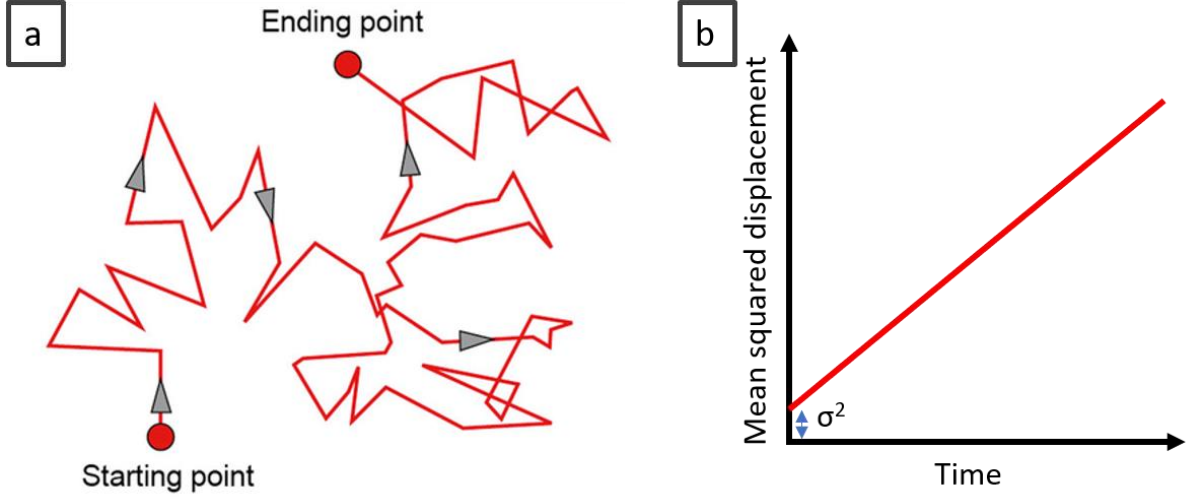 a
Ending point
Starting point
b
Mean squared displacement
σ²
Time